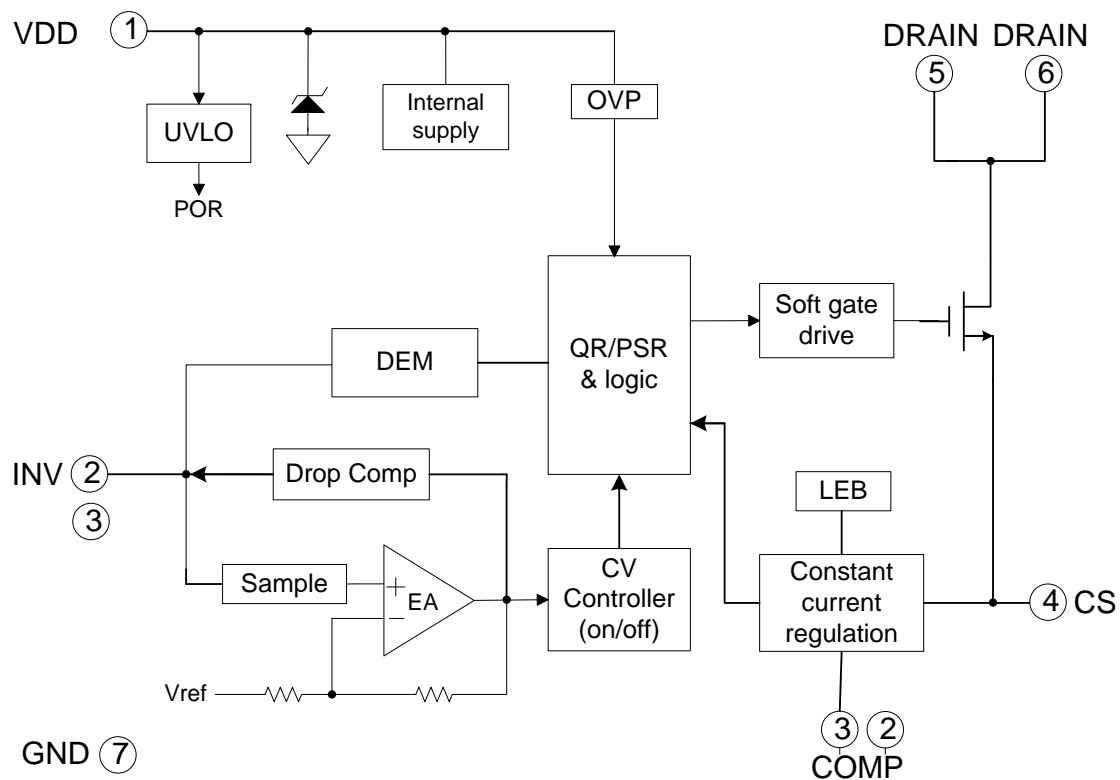 VDD 1
DRAIN DRAIN
5 6
UVLO
Internal
supply
OVP
POR
Soft gate
drive
QR/PSR
& logic
DEM
INV 2
3
Drop Comp
LEB
Sample
+
EA
−
CV
Controller
(on/off)
Constant
current
regulation
4 CS
Vref
3 2
COMP
GND 7